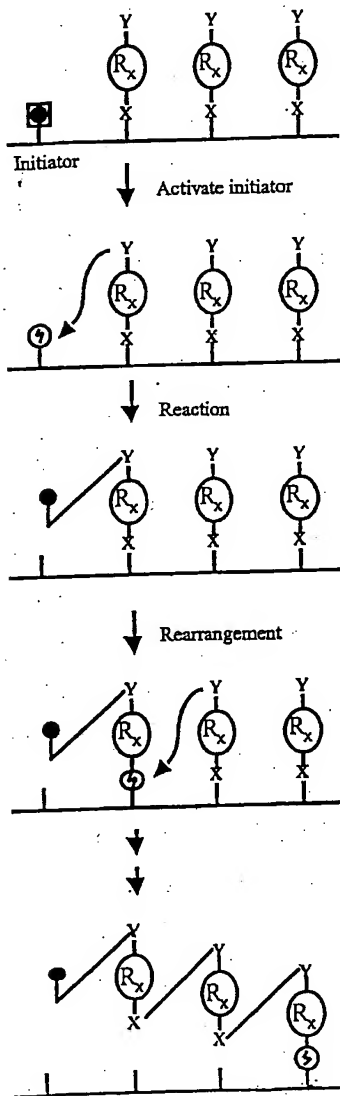 Y Y Y
Rx Rx Rx
X X X
Initiator
Activate initiator
Y Y Y
Rx Rx Rx
X X X
Reaction
Y Y Y
Rx Rx Rx
X X X
Rearrangement
Y Y Y
Rx Rx Rx
X X
Y Y Y
Rx Rx Rx
X X